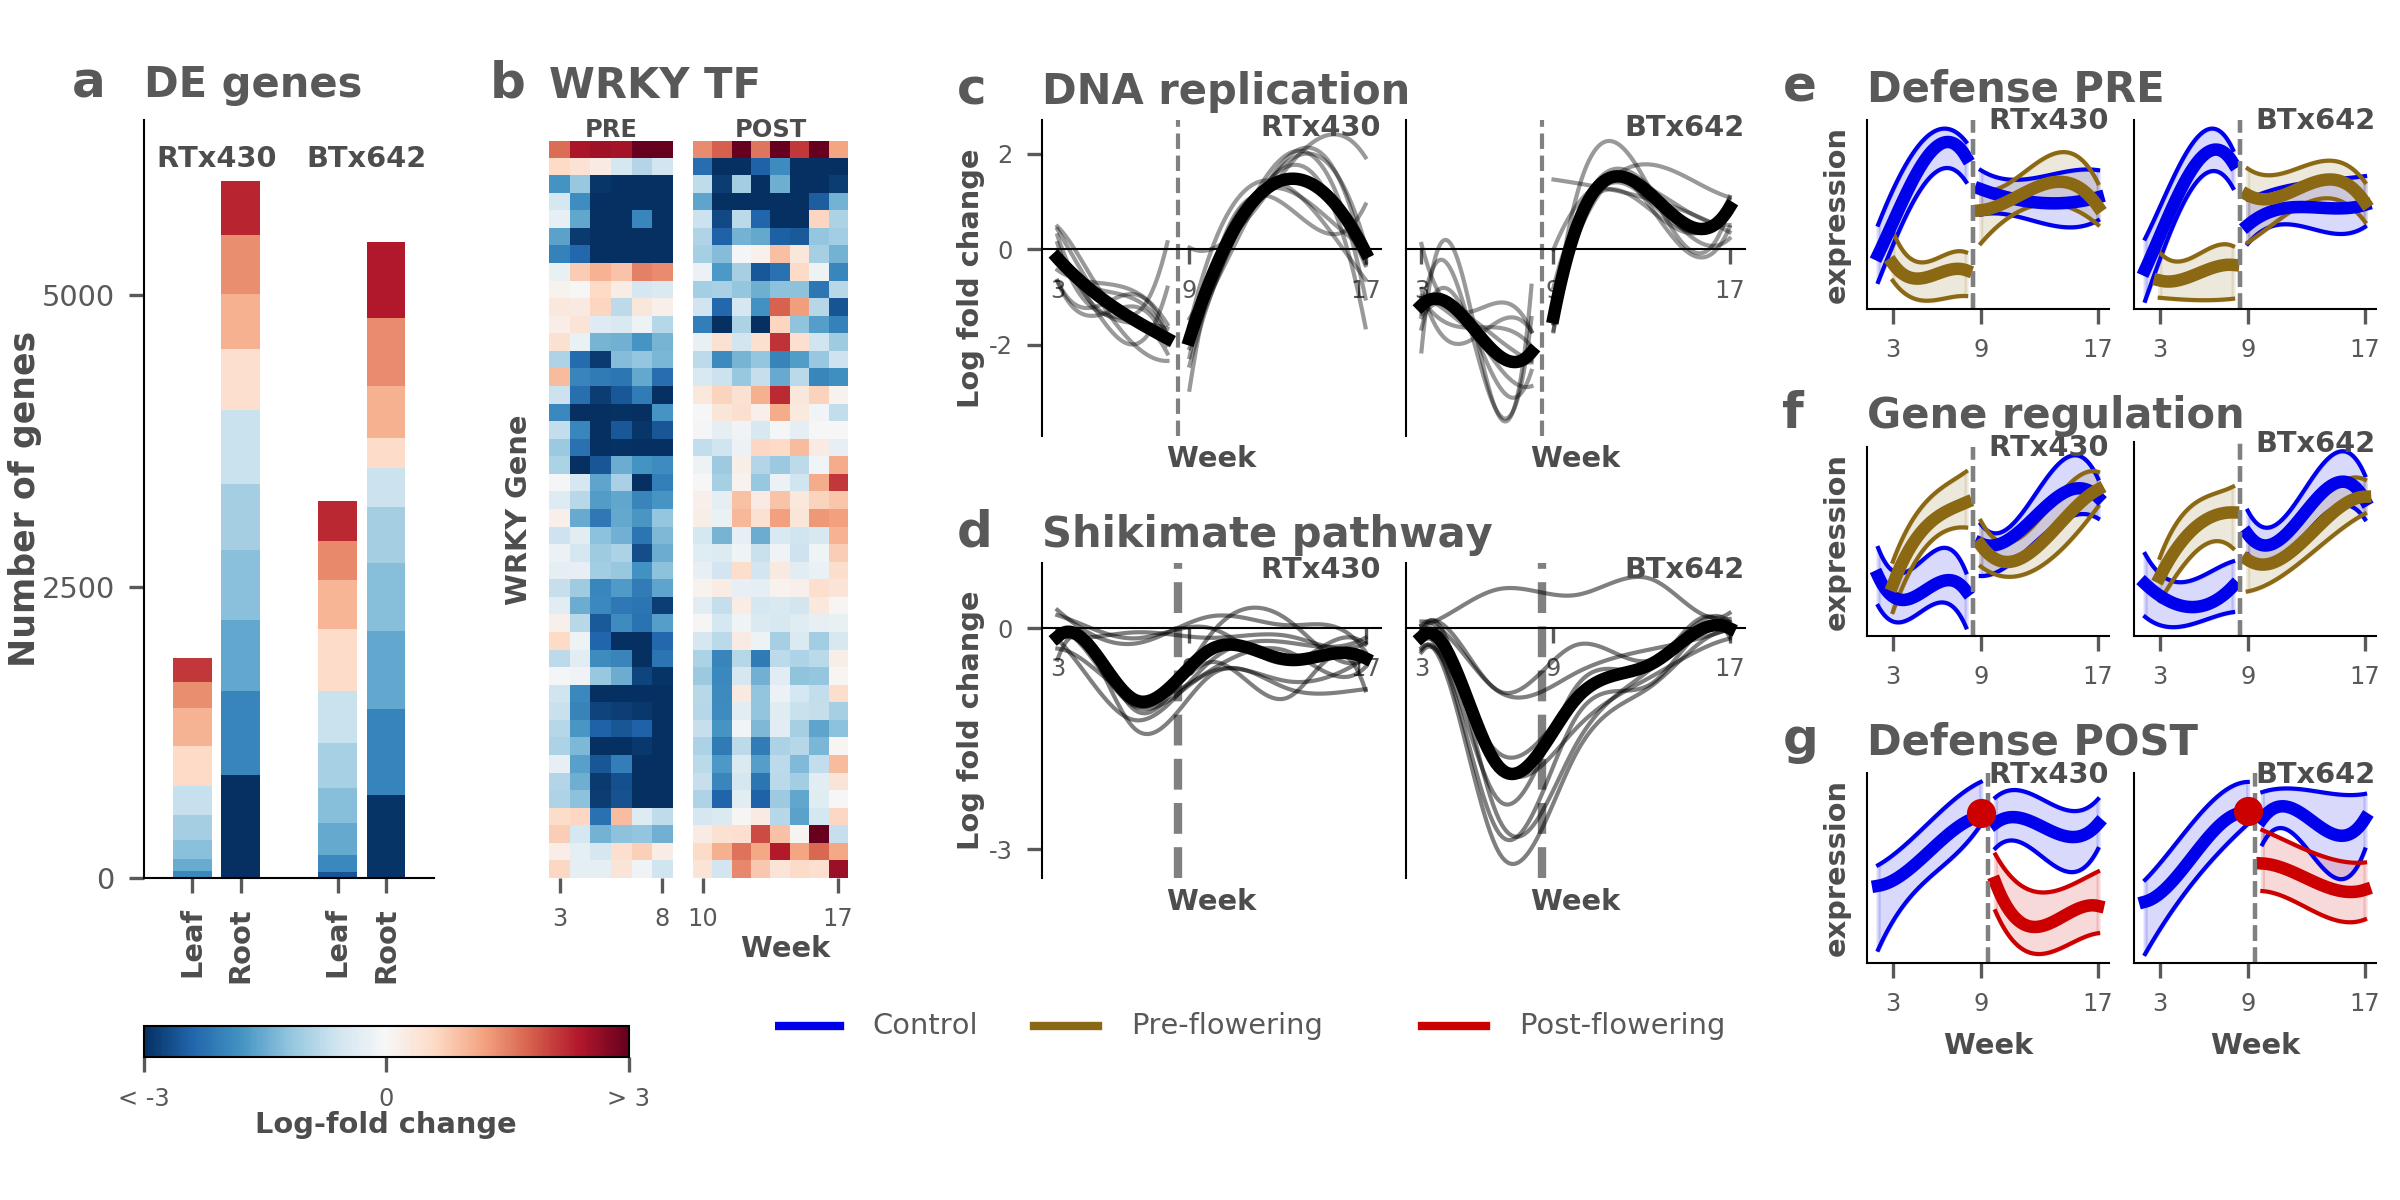 a DE genes
RTx430 BTx642
Number of genes
5000
2500
0
Leaf Root Leaf Root
< -3 0 > 3
Log-fold change
b WRKY TF
PRE POST
WRKY Gene
3 8 10 17
Week
c DNA replication
RTx430 BTx642
Log fold change
2
0
-2
3 9 17 3 9 17
Week Week
d Shikimate pathway
RTx430 BTx642
Log fold change
0
-3
3 9 17 3 9 17
Week Week
Control Pre-flowering Post-flowering
e Defense PRE
RTx430 BTx642
expression
3 9 17 3 9 17
f Gene regulation
RTx430 BTx642
expression
3 9 17 3 9 17
g Defense POST
RTx430 BTx642
expression
3 9 17 3 9 17
Week Week